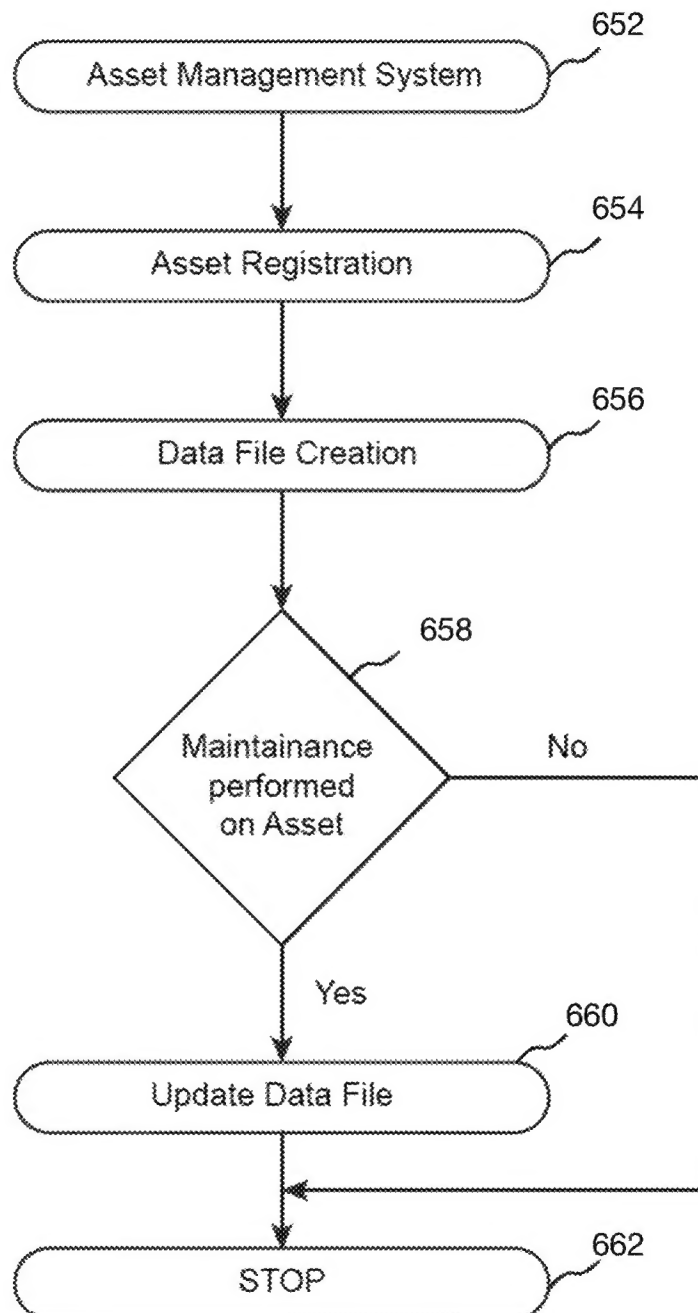 652
Asset Management System
654
Asset Registration
656
Data File Creation
658
Maintainance
performed
on Asset
No
Yes
660
Update Data File
662
STOP